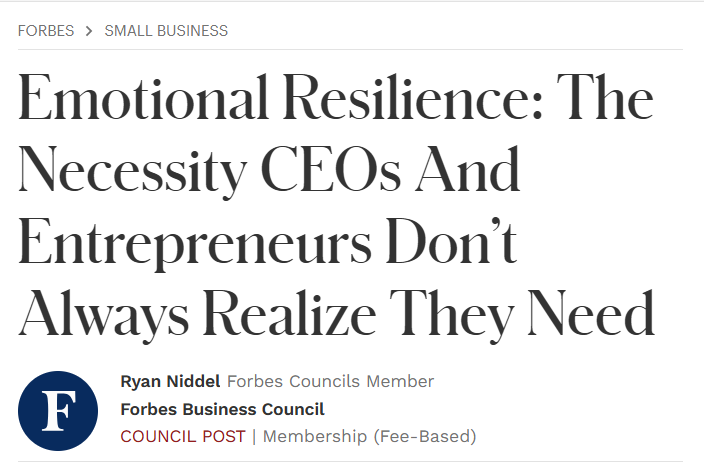 FORBES > SMALL BUSINESS
Emotional Resilience: The
Necessity CEOs And
Entrepreneurs Don’t
Always Realize They Need
F
Ryan Niddel Forbes Councils Member
Forbes Business Council
COUNCIL POST | Membership (Fee-Based)